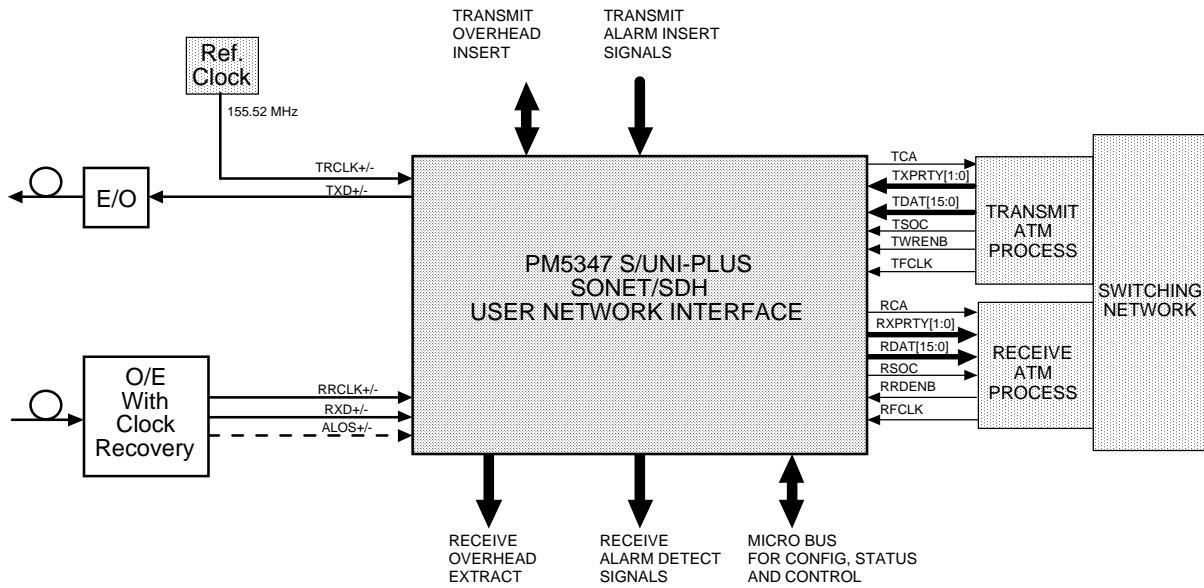 TRANSMIT
OVERHEAD
INSERT
TRANSMIT
ALARM INSERT
SIGNALS
Ref.
Clock
155.52 MHz
TRCLK+/-
TXD+/-
E/O
O/E
With
Clock
Recovery
RRCLK+/-
RXD+/-
ALOS+/-
PM5347 S/UNI-PLUS
SONET/SDH
USER NETWORK INTERFACE
TCA
TXPRTY[1:0]
TDAT[15:0]
TSOC
TWRENB
TFCLK
TRANSMIT
ATM
PROCESS
RCA
RXPRTY[1:0]
RDAT[15:0]
RSOC
RRDENB
RFCLK
RECEIVE
ATM
PROCESS
SWITCHING
NETWORK
RECEIVE
OVERHEAD
EXTRACT
RECEIVE
ALARM DETECT
SIGNALS
MICRO BUS
FOR CONFIG, STATUS
AND CONTROL